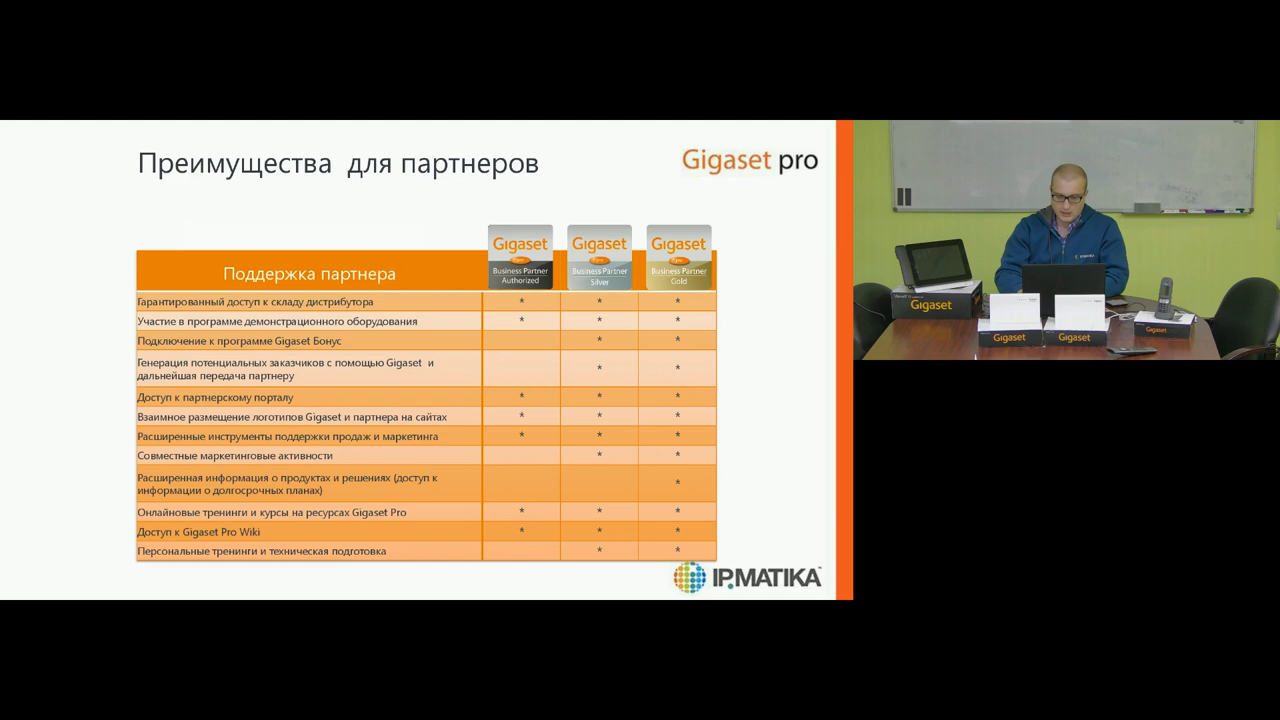 Преимущества для партнеров
Gigaset pro
Gigaset
pro
Business Partner
Authorized
Gigaset
pro
Business Partner
Silver
Gigaset
pro
Business Partner
Gold
Поддержка партнера
Гарантированный доступ к складу дистрибутора * * *
Участие в программе демонстрационного оборудования * * *
Подключение к программе Gigaset Бонус * *
Генерация потенциальных заказчиков с помощью Gigaset и
дальнейшая передача партнеру * *
Доступ к партнерскому порталу * * *
Взаимное размещение логотипов Gigaset и партнера на сайтах * * *
Расширенные инструменты поддержки продаж и маркетинга * * *
Совместные маркетинговые активности * *
Расширенная информация о продуктах и решениях (доступ к
информации о долгосрочных планах) *
Онлайновые тренинги и курсы на ресурсах Gigaset Pro * * *
Доступ к Gigaset Pro Wiki * * *
Персональные тренинги и техническая подготовка * *
IPMATIKA
Gigaset
Gigaset
Gigaset
Gigaset